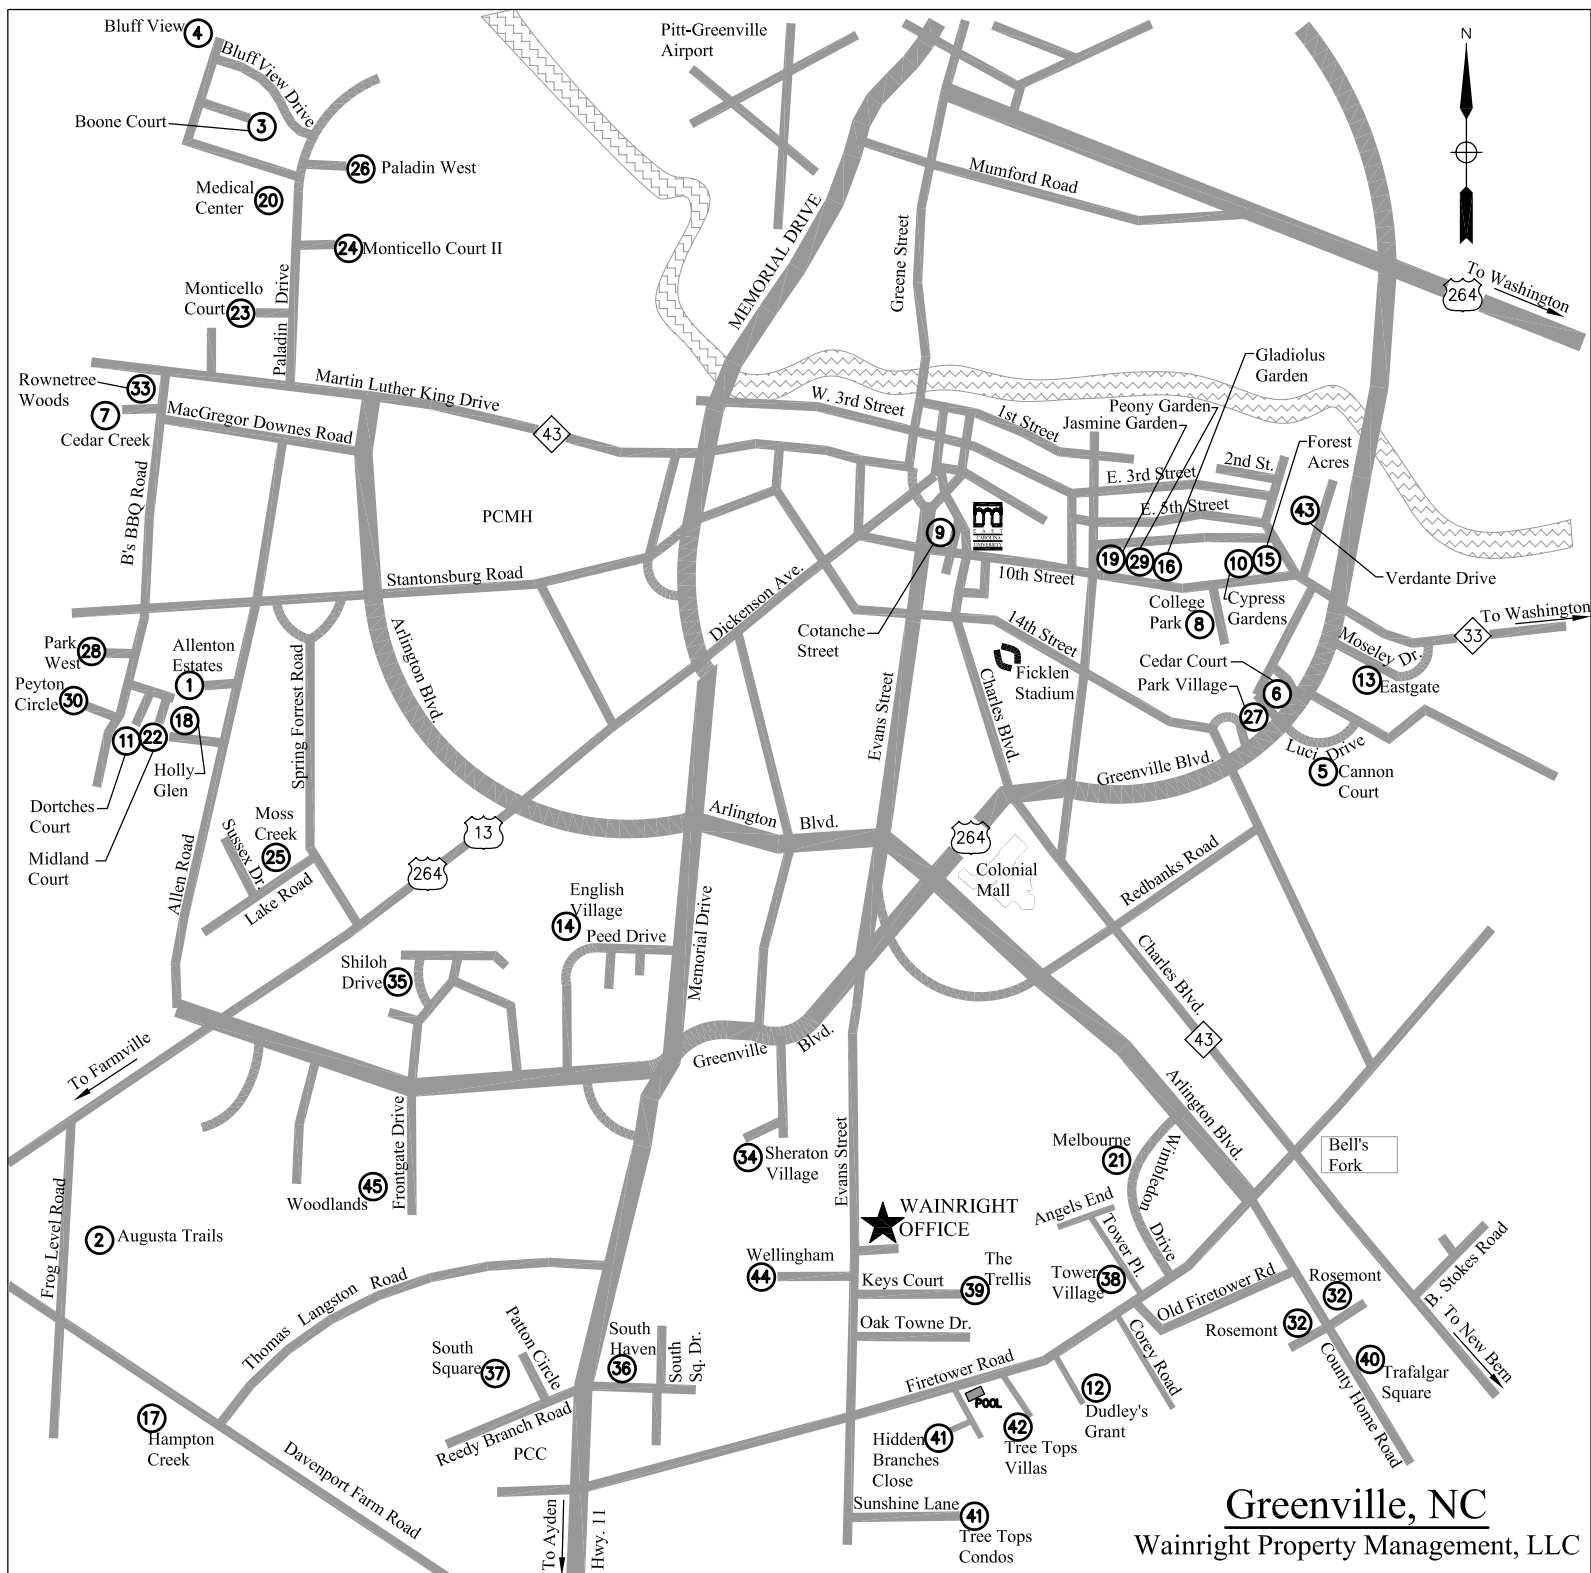 Bluff View
4
Bluff View Drive
Boone Court
3
26
Paladin West
Medical
Center
20
24
Monticello Court II
Monticello
Court
23
Paladin Drive
Pitt-Greenville
Airport
MEMORIAL DRIVE
Greene Street
Mumford Road
N
To Washington
264
Rownetree
Woods
33
7
Cedar Creek
MacGregor Downes Road
Martin Luther King Drive
43
B's BBQ Road
PCMH
Stantonsburg Road
W. 3rd Street
1st Street
Gladiolus
Garden
Peony Garden
Jasmine Garden
2nd St.
Forest
Acres
E. 3rd Street
E. 5th Street
43
Verdante Drive
9
EAST
CAROLINA
UNIVERSITY
10th Street
19
29
16
10
15
College
Park
8
Cypress
Gardens
To Washington
33
Moseley Dr.
13
Eastgate
Cotanche
Street
14th Street
Ficklen
Stadium
Cedar Court
6
Park Village
27
Luci Drive
5
Cannon
Court
Greenville Blvd.
Charles Blvd.
Evans Street
Dickenson Ave.
Arlington Blvd.
Park
West
28
Peyton
Circle
30
Allenton
Estates
1
18
11
22
Holly
Glen
Dortches
Court
Midland
Court
Spring Forrest Road
Moss
Creek
25
Sussex Dr.
Lake Road
Allen Road
13
264
Arlington Blvd.
264
Colonial
Mall
Redbanks Road
English
Village
14
Peed Drive
Memorial Drive
Shiloh
Drive
35
Greenville Blvd.
Charles Blvd.
43
To Farmville
Frontgate Drive
Woodlands
45
Frog Level Road
2
Augusta Trails
34
Sheraton
Village
Evans Street
WAINRIGHT
OFFICE
Melbourne
21
Wimbledon Drive
Arlington Blvd.
Bell's
Fork
Angels End
Tower Pl.
Wellingham
44
Keys Court
39
The
Trellis
Oak Towne Dr.
Tower
Village
38
Old Firetower Rd
Rosemont
32
Rosemont
32
B. Stokes Road
To New Bern
40
Trafalgar
Square
County Home Road
Corey Road
Thomas Langston Road
Patton Circle
South
Square
37
South
Haven
36
South
Sq. Dr.
Reedy Branch Road
PCC
Firetower Road
POOL
12
Dudley's
Grant
42
Tree Tops
Villas
Hidden
Branches
Close
41
17
Hampton
Creek
Davenport Farm Road
Sunshine Lane
41
Tree Tops
Condos
To Ayden
Hwy. 11
Greenville, NC
Wainright Property Management, LLC